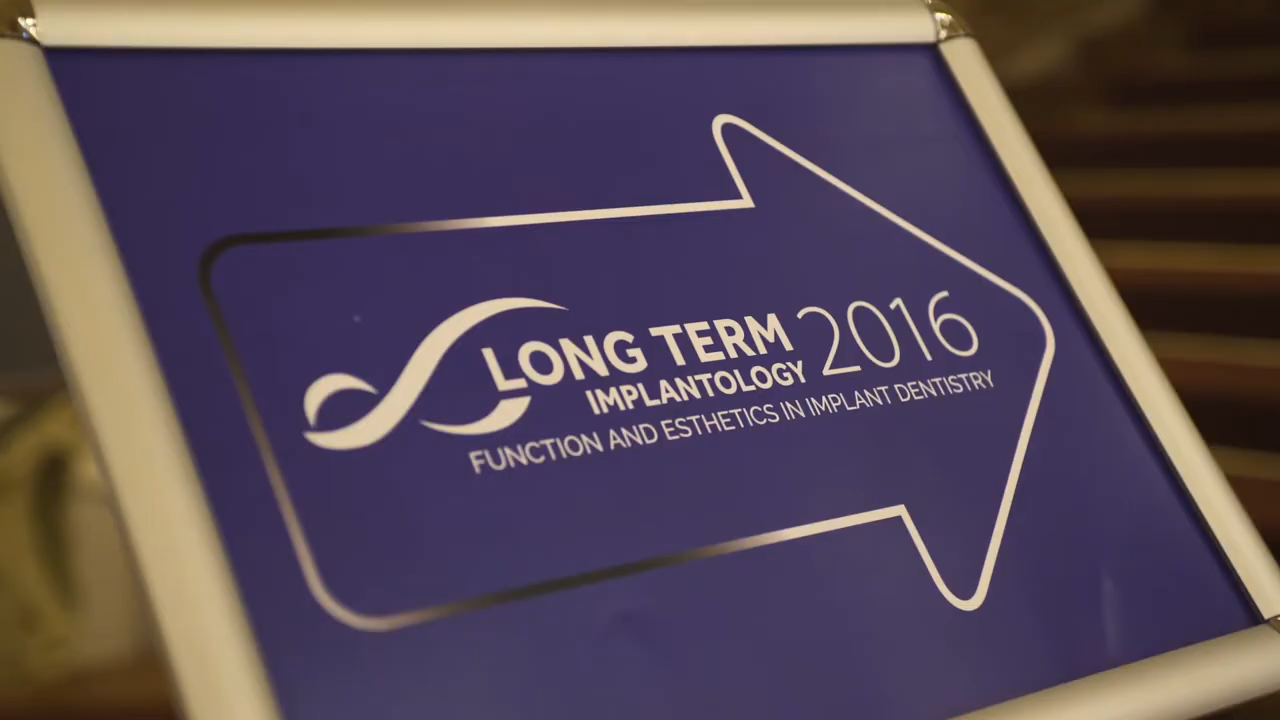 LONG TERM 2016
IMPLANTOLOGY
FUNCTION AND ESTHETICS IN IMPLANT DENTISTRY